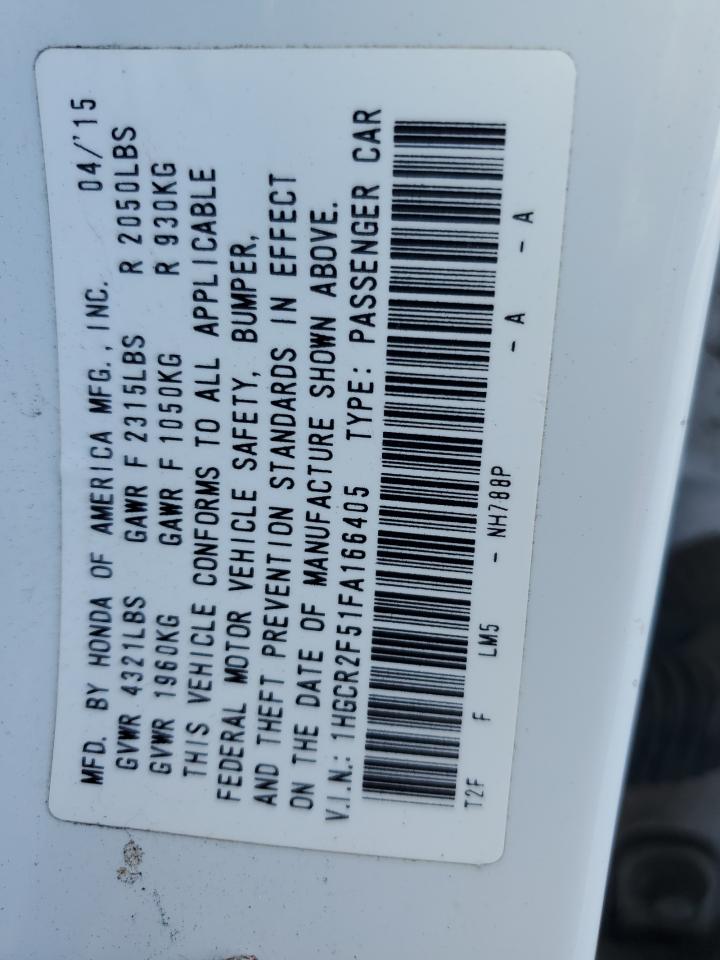 MFD. BY HONDA OF AMERICA MFG., INC. 04/'15
GVWR 4321LBS GAWR F 2315LBS R 2050LBS
GVWR 1960KG GAWR F 1050KG R 930KG
THIS VEHICLE CONFORMS TO ALL APPLICABLE
FEDERAL MOTOR VEHICLE SAFETY, BUMPER,
AND THEFT PREVENTION STANDARDS IN EFFECT
ON THE DATE OF MANUFACTURE SHOWN ABOVE.
V.I.N.: 1HGCR2F51FA166405 TYPE: PASSENGER CAR
T2F F LM5 - NH788P - A - A